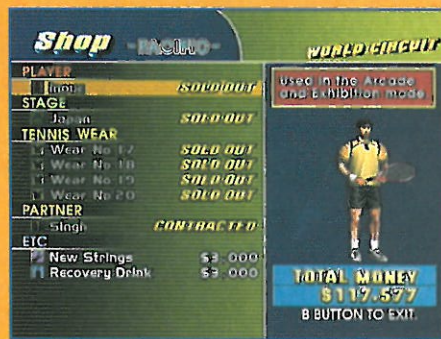 Shop
WORLD CIRCUIT
PLAYER
SOLD OUT
STAGE
Japan SOLD OUT
TENNIS WEAR
Wear No 17 SOLD OUT
Wear No 18 SOLD OUT
Wear No 19 SOLD OUT
Wear No 20 SOLD OUT
PARTNER
Singh CONTRACTED
ETC
New Strings $3,000
Recovery Drink $3,000
Used in the Arcade
and Exhibition mode.
TOTAL MONEY
$117,577
B BUTTON TO EXIT.